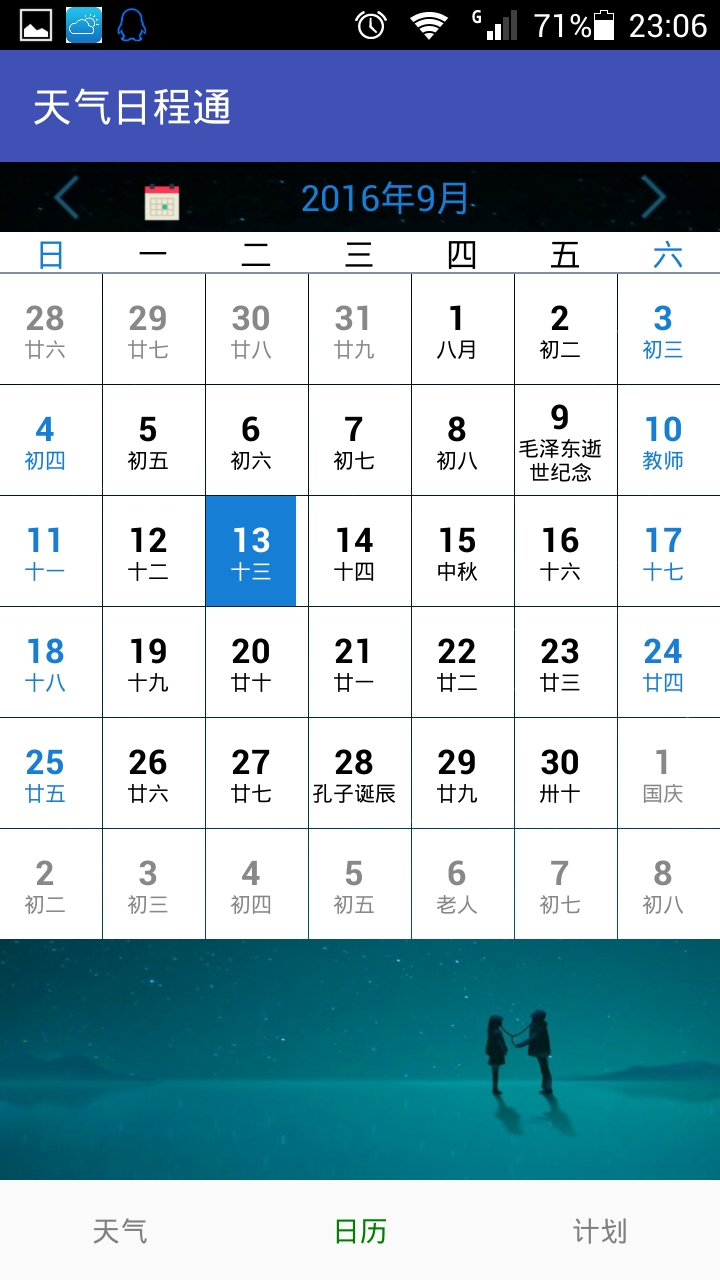 G 71% 23:06
天气日程通
2016年9月
日 一 二 三 四 五 六
28 29 30 31 1 2 3
廿六 廿七 廿八 廿九 八月 初二 初三
4 5 6 7 8 9 10
初四 初五 初六 初七 初八 毛泽东逝 教师
世纪念
11 12 13 14 15 16 17
十一 十二 十三 十四 中秋 十六 十七
18 19 20 21 22 23 24
十八 十九 廿十 廿一 廿二 廿三 廿四
25 26 27 28 29 30 1
廿五 廿六 廿七 孔子诞辰 廿九 卅十 国庆
2 3 4 5 6 7 8
初二 初三 初四 初五 老人 初七 初八
天气 日历 计划